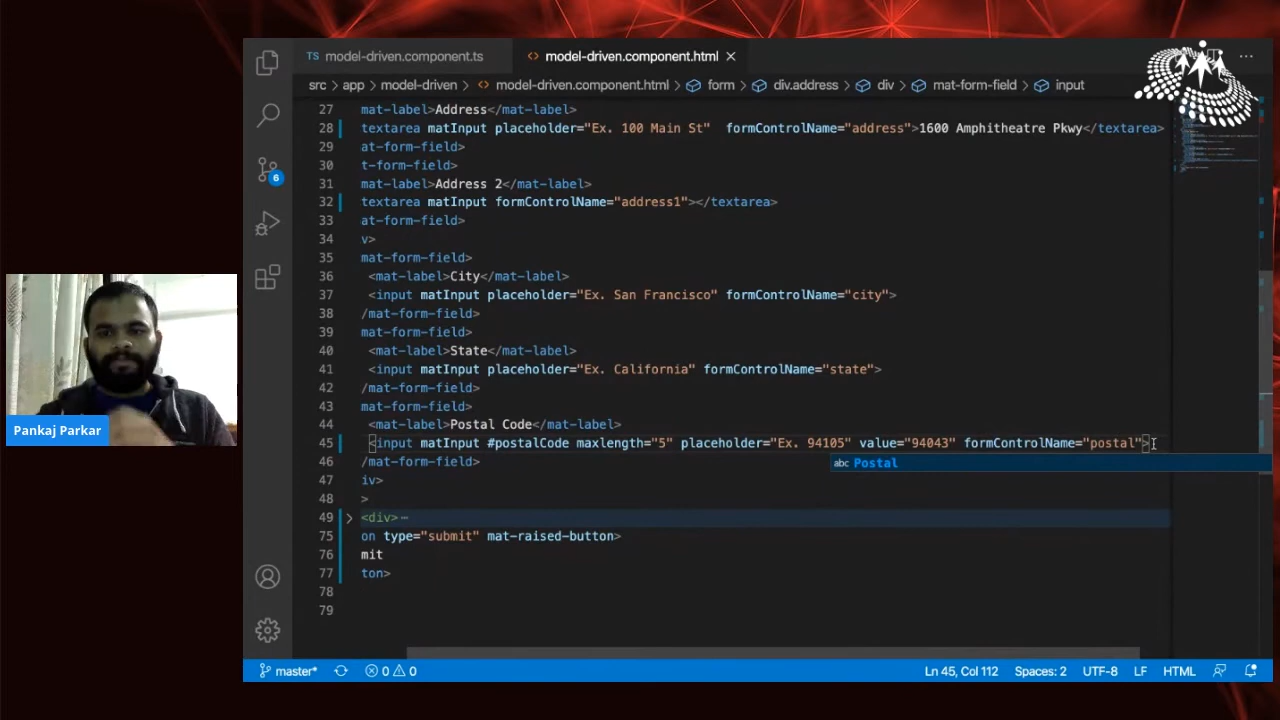 TS model-driven.component.ts
<> model-driven.component.html ×
src > app > model-driven > <> model-driven.component.html > form > div.address > div > mat-form-field > input
27 mat-label>Address</mat-label>
28 textarea matInput placeholder="Ex. 100 Main St"  formControlName="address">1600 Amphitheatre Pkwy</textarea>
29 at-form-field>
30 t-form-field>
31 mat-label>Address 2</mat-label>
32 textarea matInput formControlName="address1"></textarea>
33 at-form-field>
34 v>
35 mat-form-field>
36 <mat-label>City</mat-label>
37 <input matInput placeholder="Ex. San Francisco" formControlName="city">
38 /mat-form-field>
39 mat-form-field>
40 <mat-label>State</mat-label>
41 <input matInput placeholder="Ex. California" formControlName="state">
42 /mat-form-field>
43 mat-form-field>
44 <mat-label>Postal Code</mat-label>
45 <input matInput #postalCode maxlength="5" placeholder="Ex. 94105" value="94043" formControlName="postal">
46 /mat-form-field>
abc Postal
47 iv>
48 >
49 <div>⋯
75 on type="submit" mat-raised-button>
76 mit
77 ton>
78
79
6
Pankaj Parkar
master* 0 0 Ln 45, Col 112 Spaces: 2 UTF-8 LF HTML